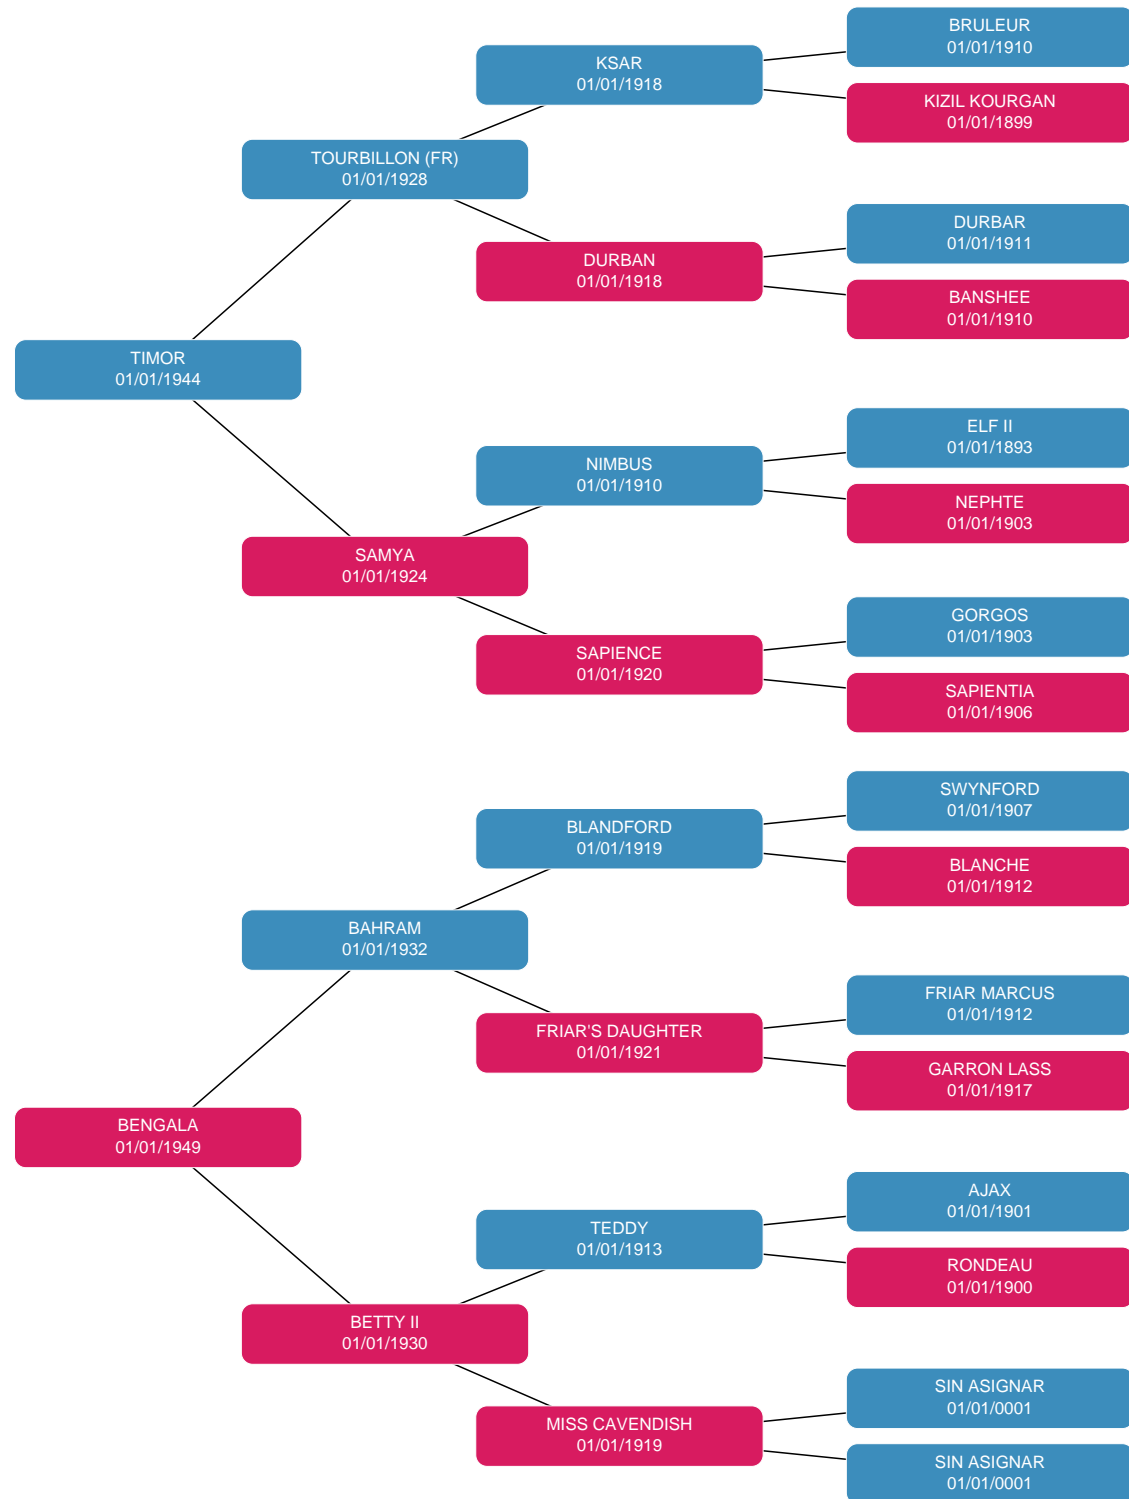 BRULEUR
01/01/1910
KSAR
01/01/1918
KIZIL KOURGAN
01/01/1899
TOURBILLON (FR)
01/01/1928
DURBAR
01/01/1911
DURBAN
01/01/1918
BANSHEE
01/01/1910
TIMOR
01/01/1944
ELF II
01/01/1893
NIMBUS
01/01/1910
NEPHTE
01/01/1903
SAMYA
01/01/1924
GORGOS
01/01/1903
SAPIENCE
01/01/1920
SAPIENTIA
01/01/1906
SWYNFORD
01/01/1907
BLANDFORD
01/01/1919
BLANCHE
01/01/1912
BAHRAM
01/01/1932
FRIAR MARCUS
01/01/1912
FRIAR'S DAUGHTER
01/01/1921
GARRON LASS
01/01/1917
BENGALA
01/01/1949
AJAX
01/01/1901
TEDDY
01/01/1913
RONDEAU
01/01/1900
BETTY II
01/01/1930
SIN ASIGNAR
01/01/0001
MISS CAVENDISH
01/01/1919
SIN ASIGNAR
01/01/0001